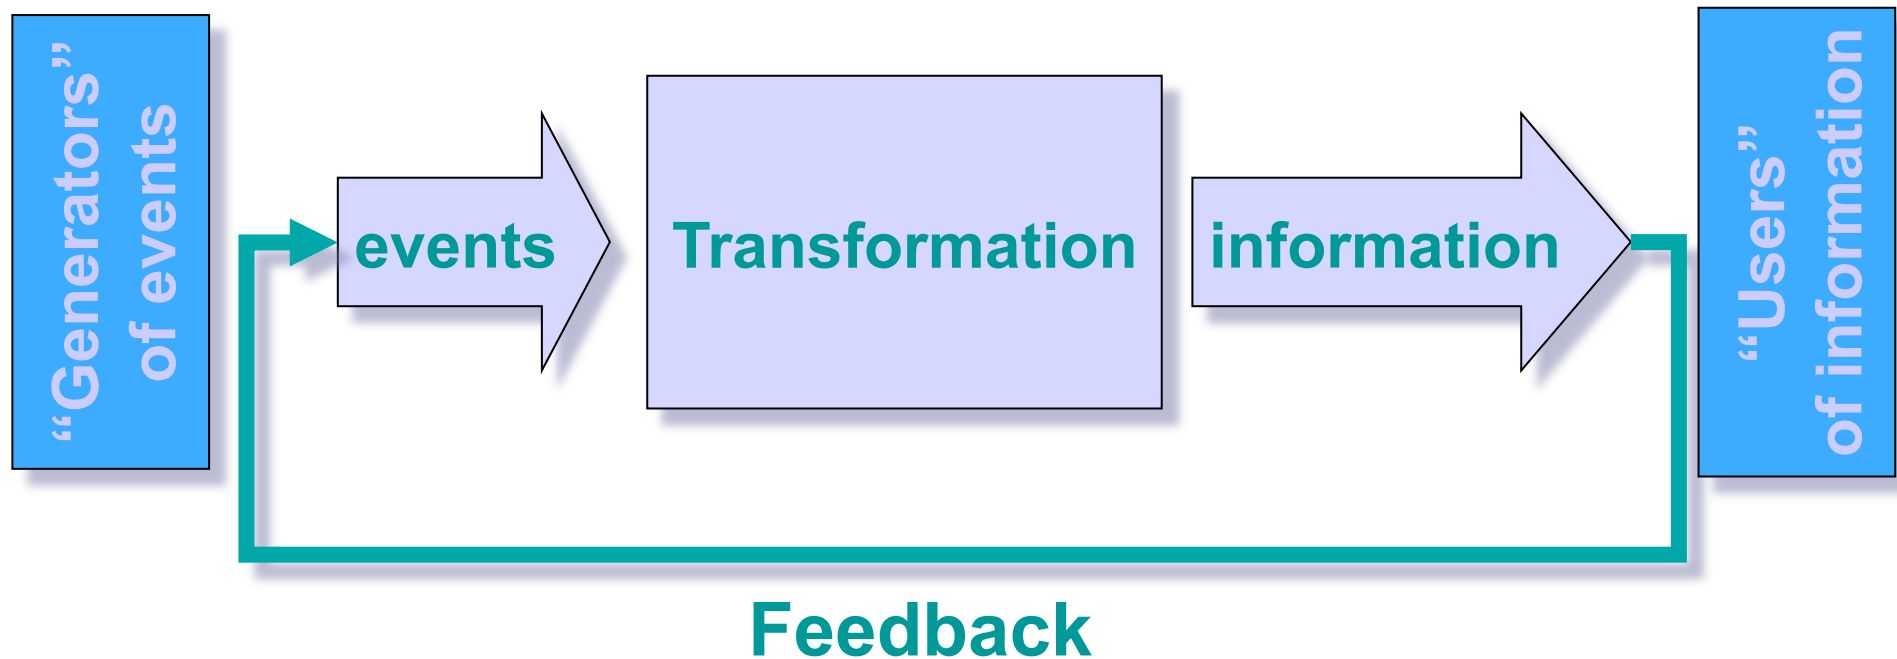 “Generators”
of events
events
Transformation
information
“Users”
of information
Feedback